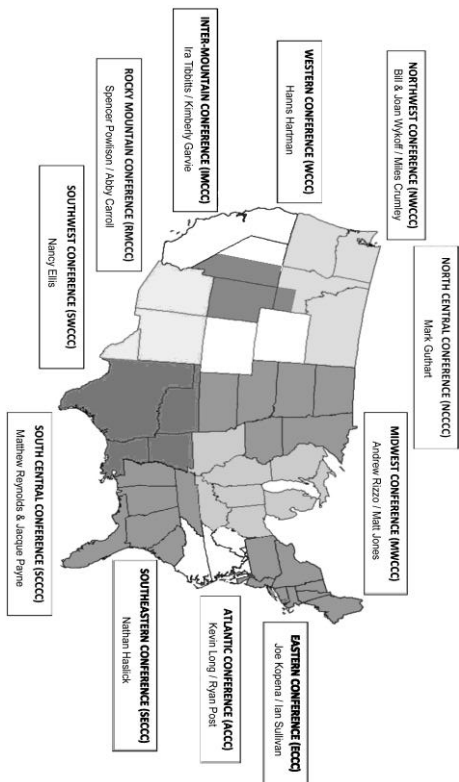 NORTHWEST CONFERENCE (NWCCC)
Bill & Joan Wykoff / Miles Crumley
NORTH CENTRAL CONFERENCE (NCCCC)
Mark Guthart
MIDWEST CONFERENCE (MWCCC)
Andrew Rizzo / Matt Jones
EASTERN CONFERENCE (ECCC)
Joe Kopena / Ian Sullivan
WESTERN CONFERENCE (WCCC)
Hanns Hartman
INTER-MOUNTAIN CONFERENCE (IMCCC)
Ira Tibbitts / Kimberly Garvie
ROCKY MOUNTAIN CONFERENCE (RMCCC)
Spencer Powlison / Abby Carroll
SOUTHWEST CONFERENCE (SWCCC)
Nancy Ellis
SOUTH CENTRAL CONFERENCE (SCCCC)
Matthew Reynolds & Jacque Payne
SOUTHEASTERN CONFERENCE (SECCC)
Nathan Haslick
ATLANTIC CONFERENCE (ACCC)
Kevin Long / Ryan Post